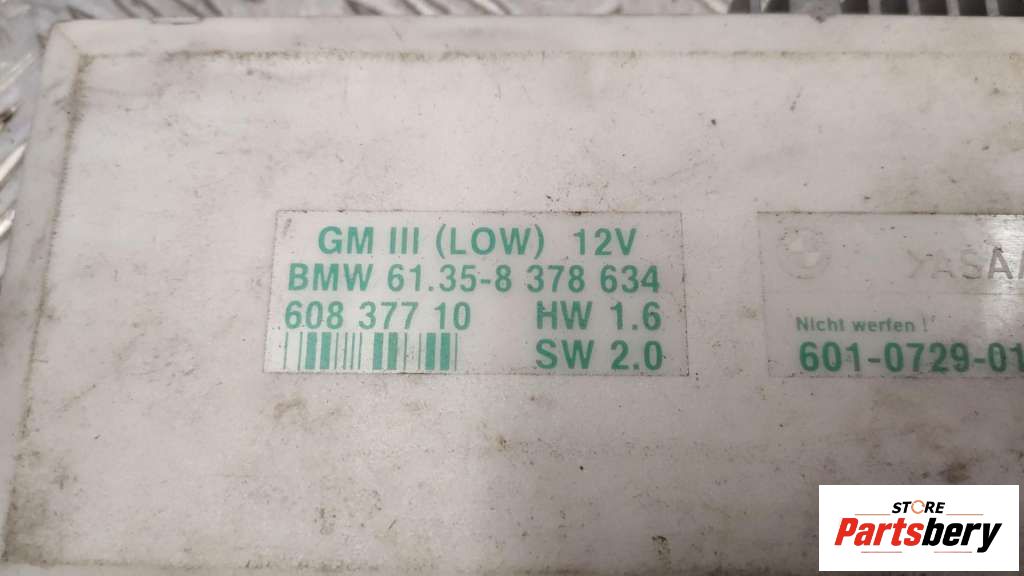 GM III (LOW) 12V
BMW 61.35-8 378 634
608 377 10 HW 1.6
SW 2.0
Nicht werfen !
601-0729-01
STORE
Partsbery